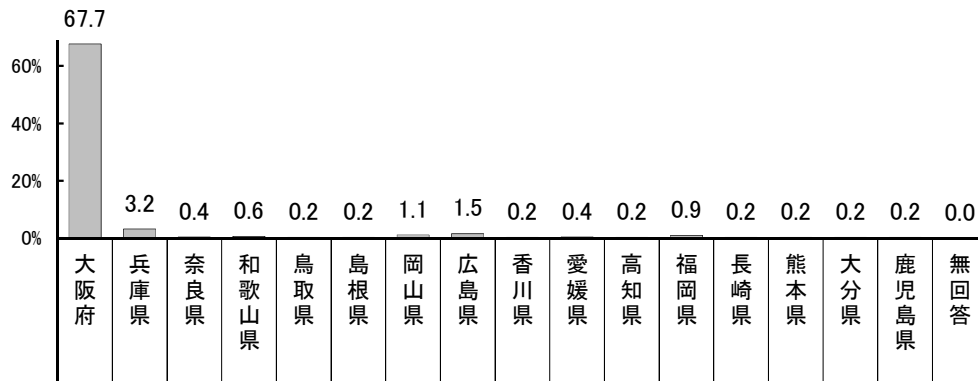 67.7
60%
40%
20%
0%
3.2
0.4
0.6
0.2
0.2
1.1
1.5
0.2
0.4
0.2
0.9
0.2
0.2
0.2
0.2
0.0
大阪府
兵庫県
奈良県
和歌山県
鳥取県
島根県
岡山県
広島県
香川県
愛媛県
高知県
福岡県
長崎県
熊本県
大分県
鹿児島県
無回答